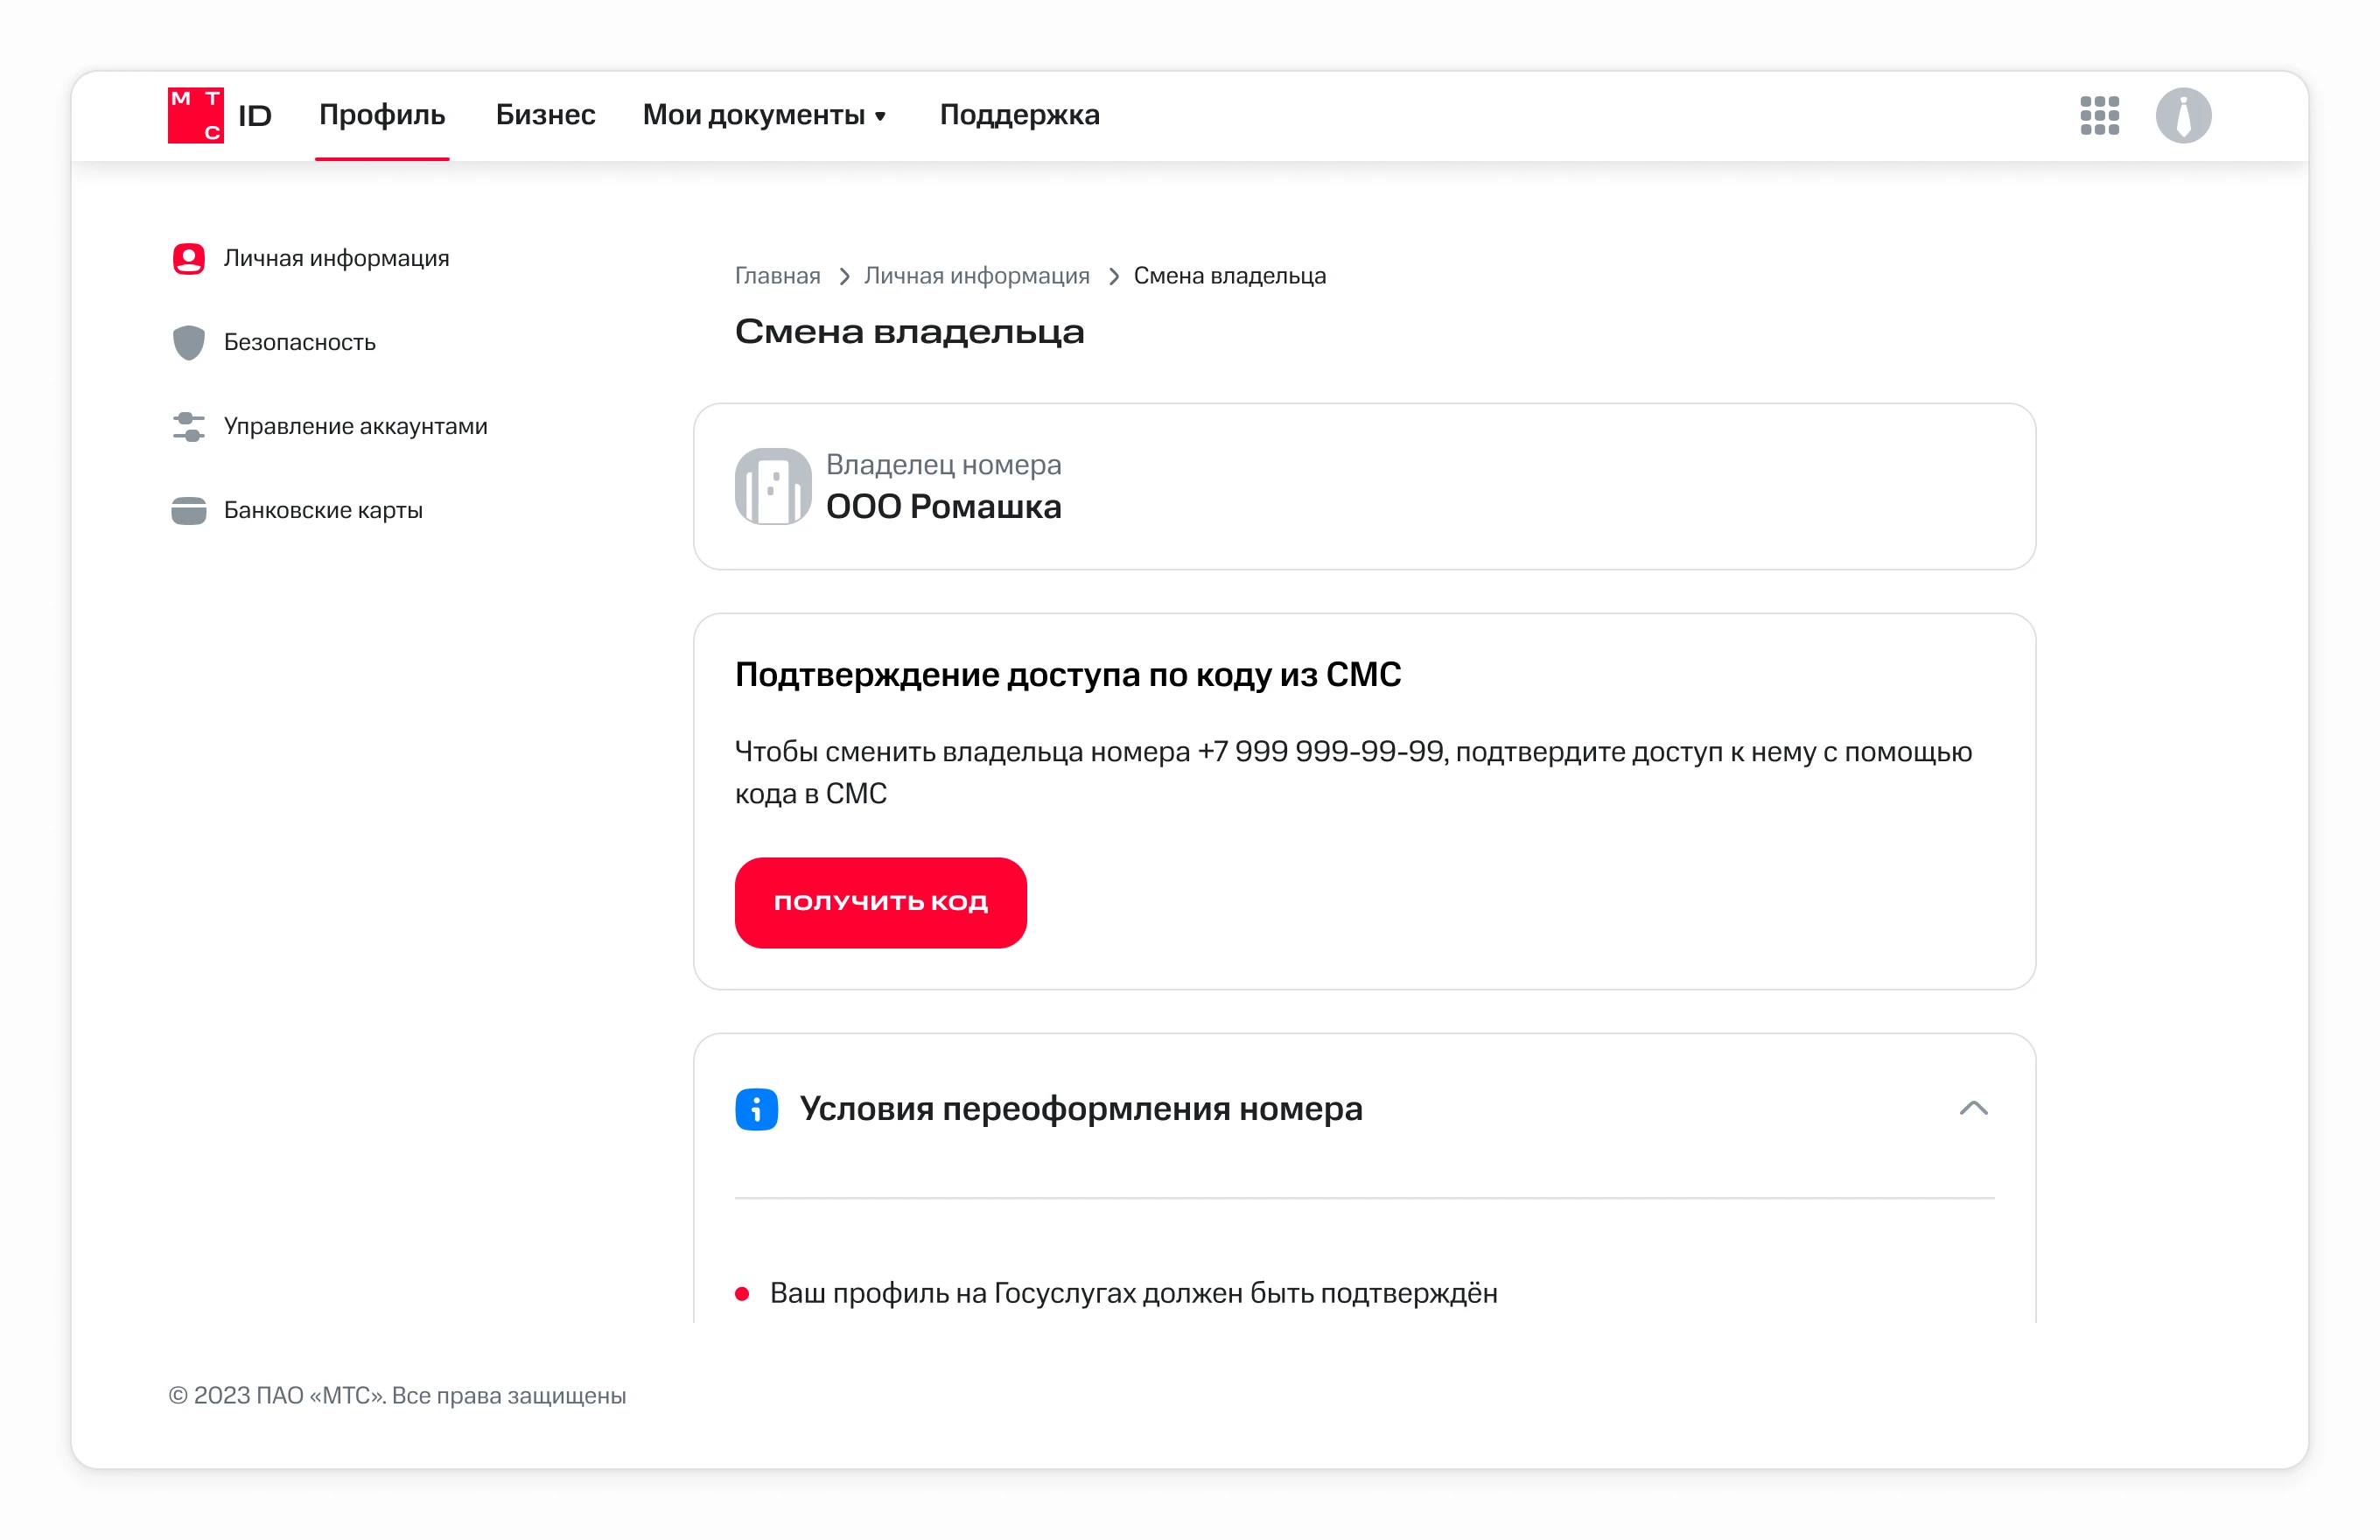 МТС ID Профиль Бизнес Мои документы Поддержка
Личная информация
Безопасность
Управление аккаунтами
Банковские карты
Главная Личная информация Смена владельца
Смена владельца
Владелец номера
ООО Ромашка
Подтверждение доступа по коду из СМС
Чтобы сменить владельца номера +7 999 999-99-99, подтвердите доступ к нему с помощью
кода в СМС
ПОЛУЧИТЬ КОД
Условия переоформления номера
Ваш профиль на Госуслугах должен быть подтверждён
© 2023 ПАО «МТС». Все права защищены